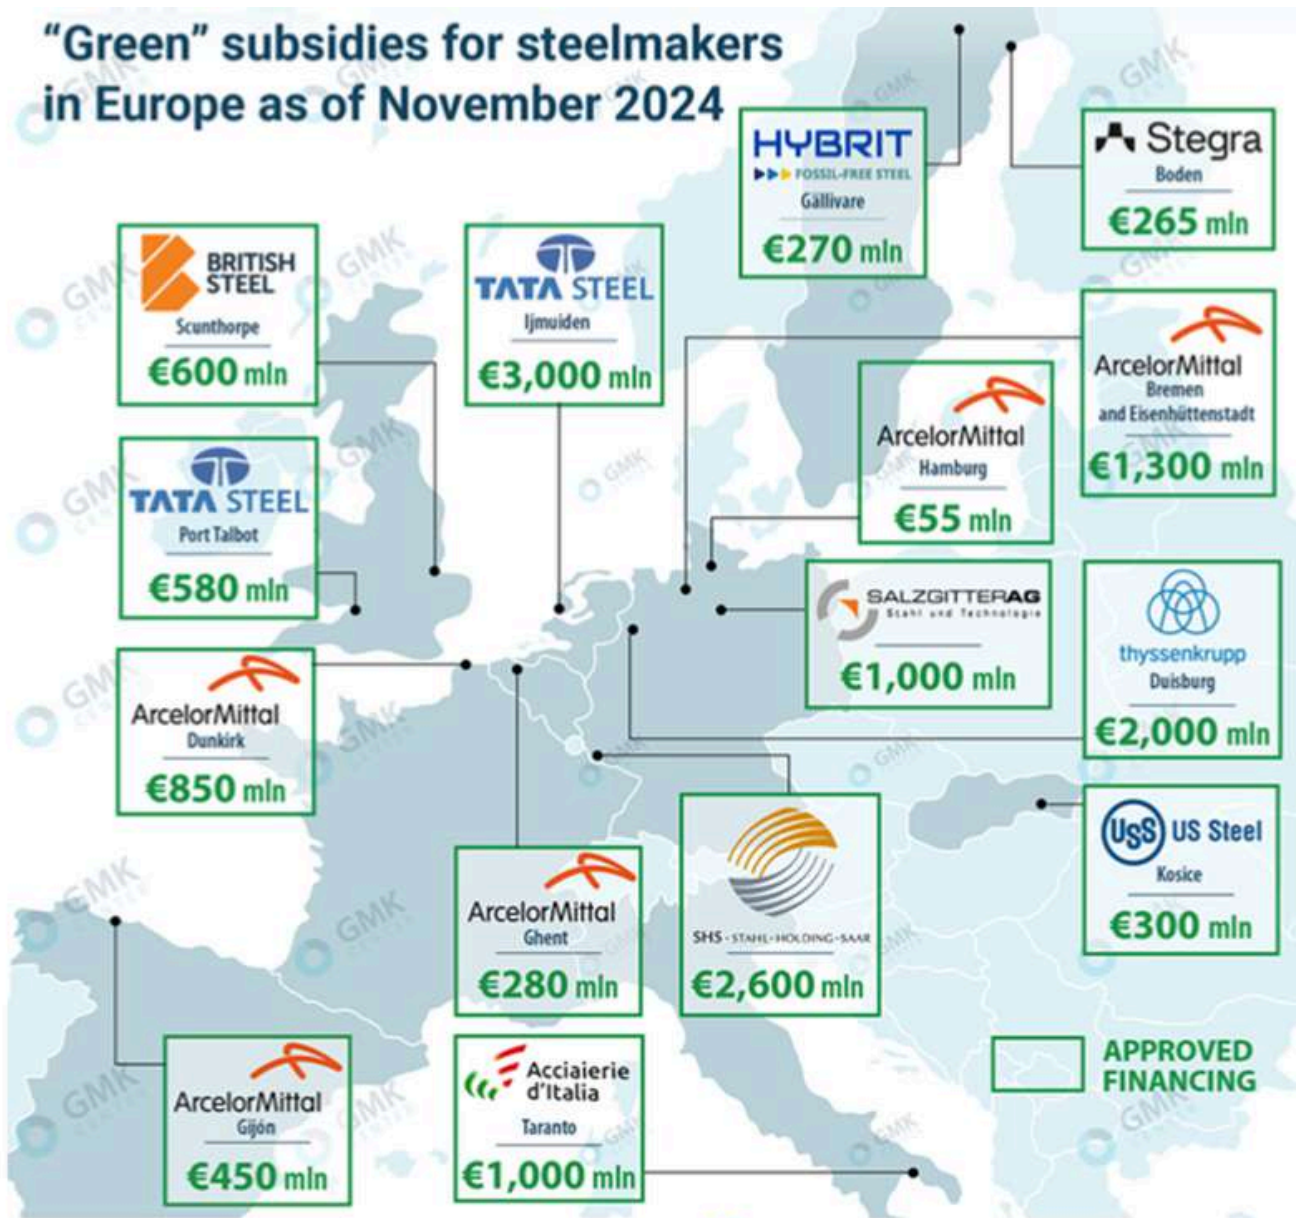 “Green” subsidies for steelmakers
in Europe as of November 2024
HYBRIT
FOSSIL-FREE STEEL
Gällivare
€270 mln
Stegra
Boden
€265 mln
BRITISH
STEEL
Scunthorpe
€600 mln
TATA STEEL
Ijmuiden
€3,000 mln
ArcelorMittal
Bremen
and Eisenhüttenstadt
€1,300 mln
ArcelorMittal
Hamburg
€55 mln
TATA STEEL
Port Talbot
€580 mln
SALZGITTERAG
Stahl und Technologie
€1,000 mln
thyssenkrupp
Duisburg
€2,000 mln
ArcelorMittal
Dunkirk
€850 mln
USS US Steel
Kosice
€300 mln
ArcelorMittal
Ghent
€280 mln
SHS - STAHL-HOLDING-SAAR
€2,600 mln
ArcelorMittal
Gijón
€450 mln
Acciaierie
d'Italia
Taranto
€1,000 mln
APPROVED
FINANCING
GMK
CENTER